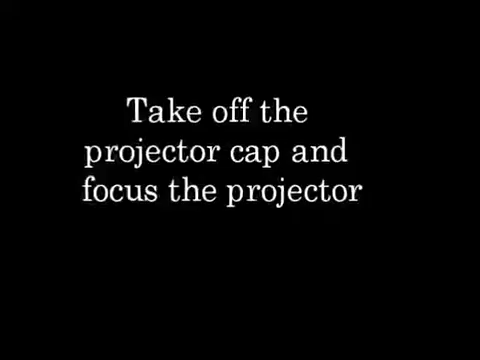 Take off the
projector cap and
focus the projector